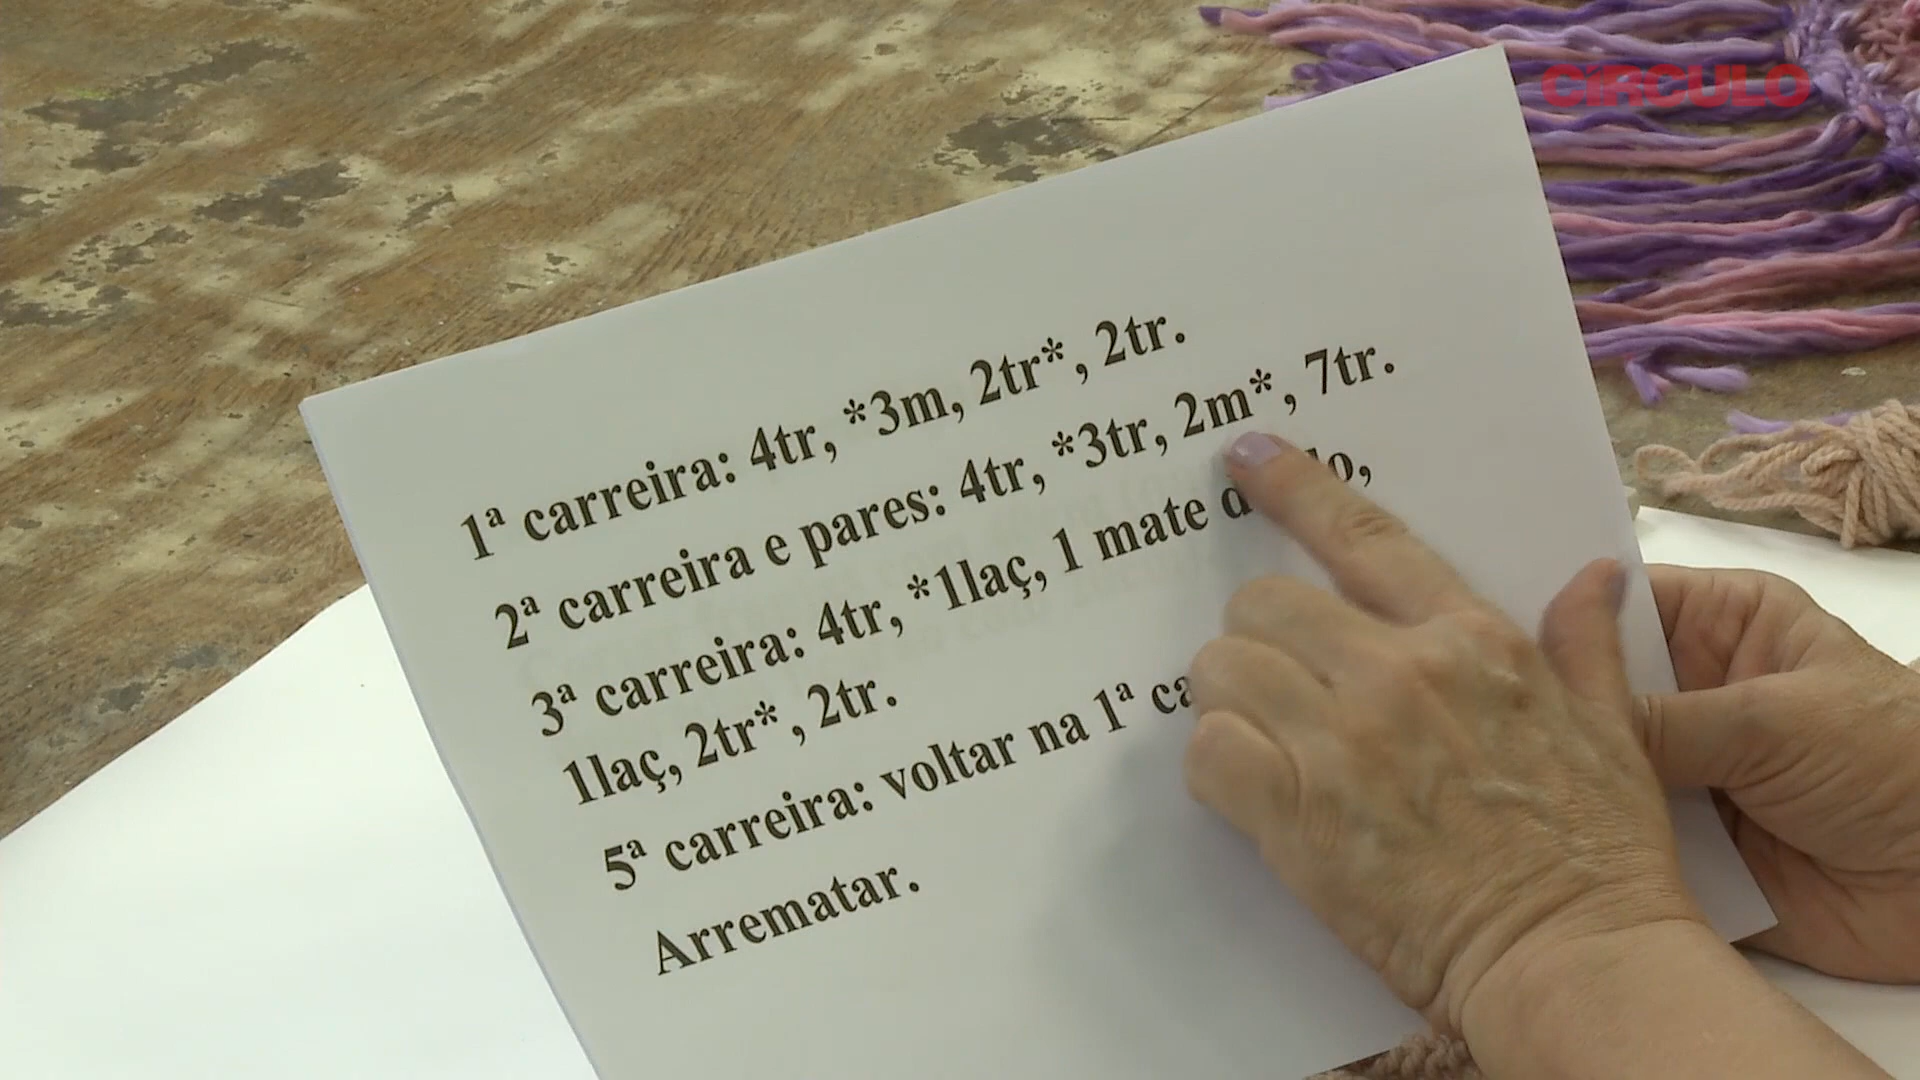 CÍRCULO
1ª carreira: 4tr, *3m, 2tr*, 2tr.
2ª carreira e pares: 4tr, *3tr, 2m*, 7tr.
3ª carreira: 4tr, *1laç, 1 mate
1laç, 2tr*, 2tr.
5ª carreira: voltar na 1ª
Arrematar.